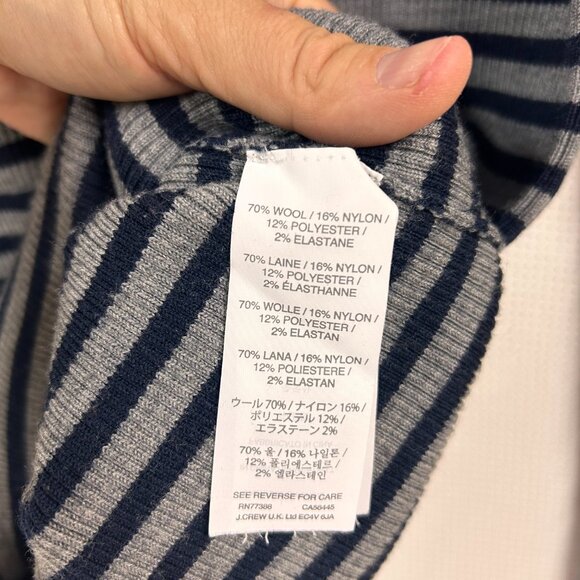 70% WOOL / 16% NYLON /
12% POLYESTER /
2% ELASTANE
70% LAINE / 16% NYLON /
12% POLYESTER /
2% ÉLASTHANNE
70% WOLLE / 16% NYLON /
12% POLYESTER /
2% ELASTAN
70% LANA / 16% NYLON /
12% POLIESTERE /
2% ELASTAN
ウール 70% / ナイロン 16% /
ポリエステル 12% /
エラステーン 2%
70% 울 / 16% 나일론 /
12% 폴리에스테르 /
2% 엘라스테인
SEE REVERSE FOR CARE
RN77388 CA56445
J.CREW U.K. Ltd EC4V 6JA